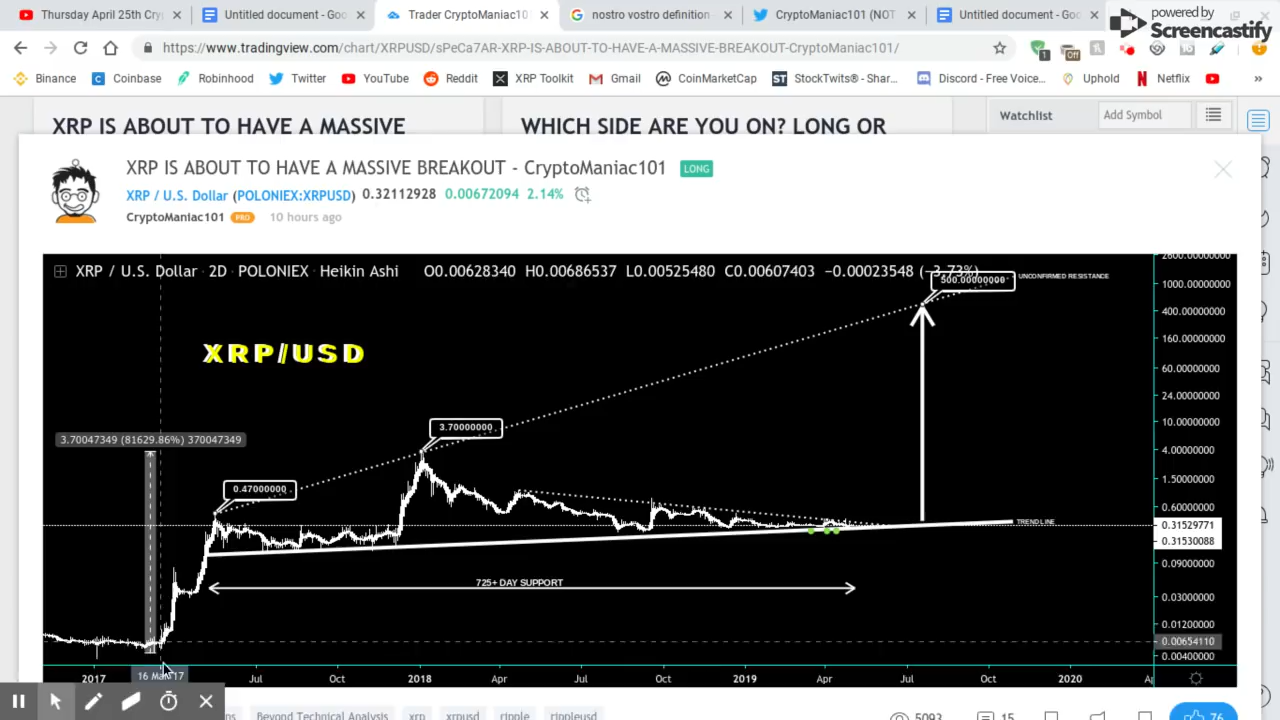 Thursday April 25th Cry
Untitled document - Goo
Trader CryptoManiac10
nostro vostro definition -
CryptoManiac101 (NOT
Untitled document - Goo
powered by
Screencastify
https://www.tradingview.com/chart/XRPUSD/sPeCa7AR-XRP-IS-ABOUT-TO-HAVE-A-MASSIVE-BREAKOUT-CryptoManiac101/
1
Off
Binance
Coinbase
Robinhood
Twitter
YouTube
Reddit
XRP Toolkit
Gmail
CoinMarketCap
ST
StockTwits® - Shar...
Discord - Free Voice...
Uphold
Netflix
»
XRP IS ABOUT TO HAVE A MASSIVE
WHICH SIDE ARE YOU ON? LONG OR
Watchlist
Add Symbol
XRP IS ABOUT TO HAVE A MASSIVE BREAKOUT - CryptoManiac101 LONG
XRP / U.S. Dollar (POLONIEX:XRPUSD) 0.32112928 0.00672094 2.14%
CryptoManiac101 PRO 10 hours ago
XRP / U.S. Dollar · 2D · POLONIEX · Heikin Ashi O0.00628340 H0.00686537 L0.00525480 C0.00607403 −0.00023548 (−3.73%)
500.00000000
UNCONFIRMED RESISTANCE
XRP/USD
3.70047349 (81629.86%) 370047349
3.70000000
0.47000000
TRENDLINE
725+ DAY SUPPORT
2600.00000000
1000.00000000
400.00000000
160.00000000
60.00000000
24.00000000
10.00000000
4.00000000
1.50000000
0.60000000
0.31529771
0.31530088
0.09000000
0.03000000
0.01200000
0.00654110
0.00400000
2017
16 Mar '17
Jul
Oct
2018
Apr
Jul
Oct
2019
Apr
Jul
Oct
2020
Beyond Technical Analysis
xrp
xrpusd
ripple
rippleusd
5093
15
76